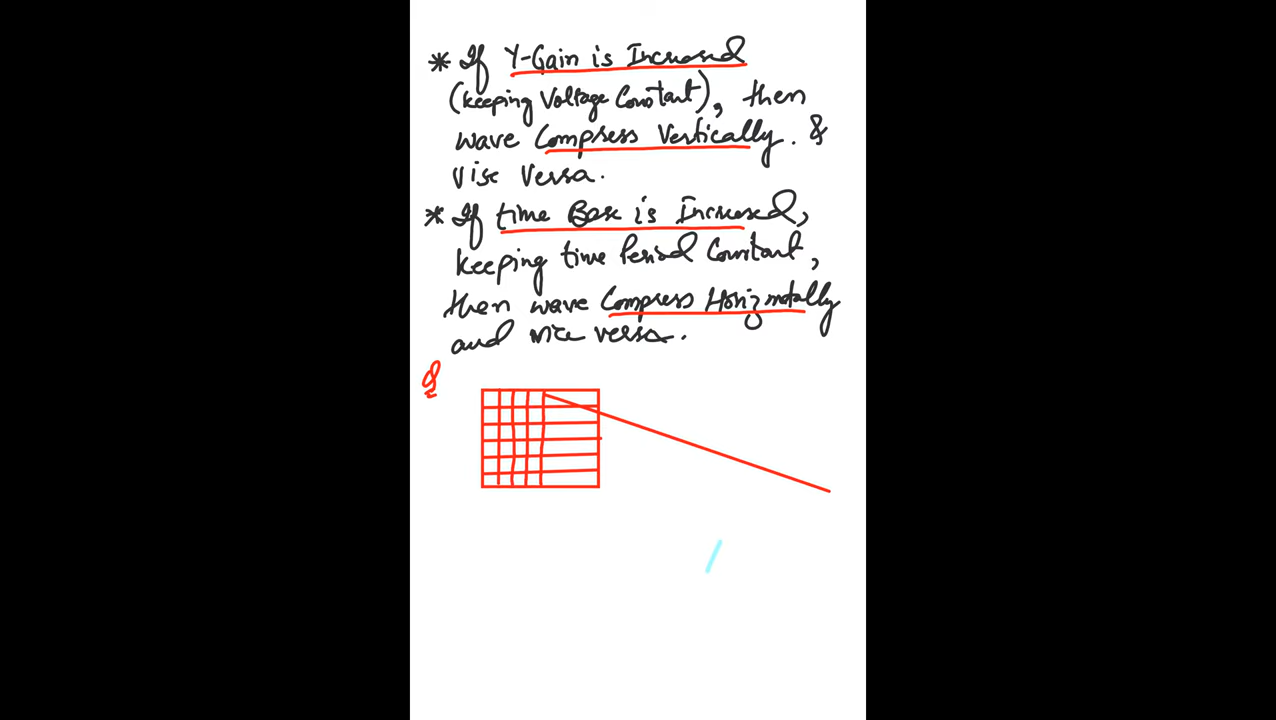 * If Y-Gain is Increased
(keeping Voltage Constant), then
wave Compress Vertically. &
Vise Versa.
* If time Base is Increased,
keeping time Period Constant,
then wave Compress Horizontally
and vice versa.
Q